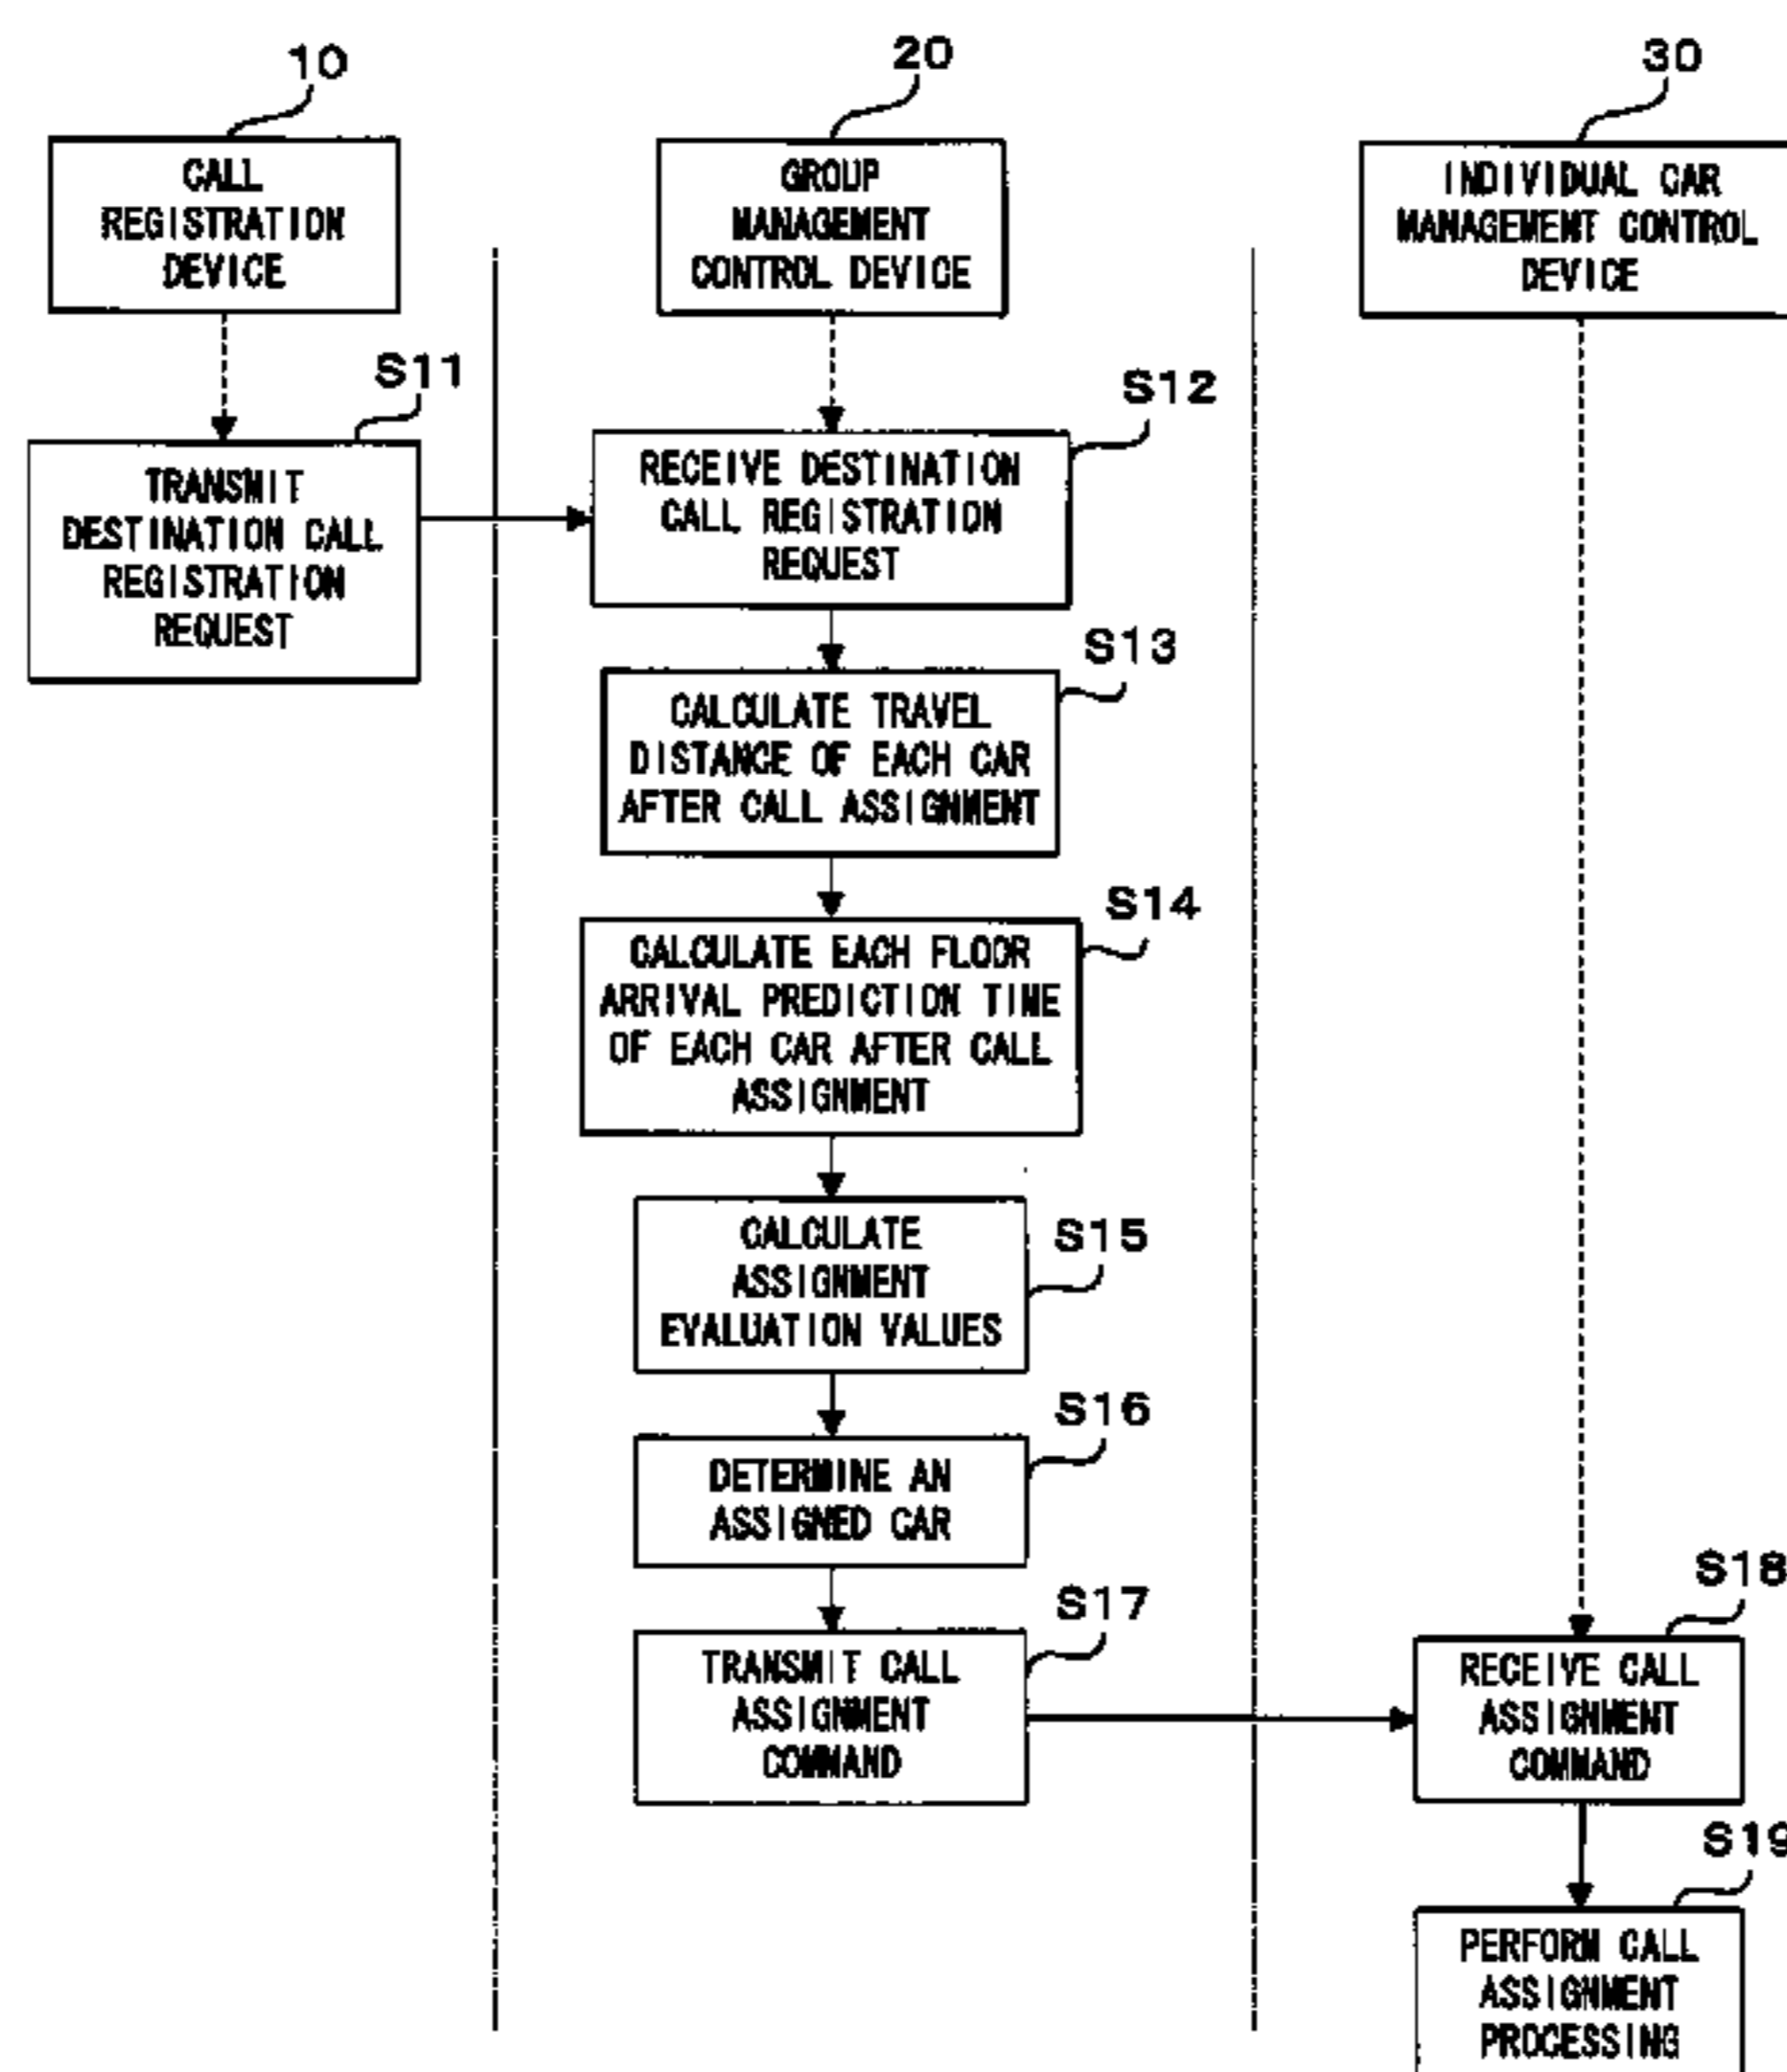 10
CALL
REGISTRATION
DEVICE
20
GROUP
MANAGEMENT
CONTROL DEVICE
30
INDIVIDUAL CAR
MANAGEMENT CONTROL
DEVICE
S11
TRANSMIT
DESTINATION CALL
REGISTRATION
REQUEST
S12
RECEIVE DESTINATION
CALL REGISTRATION
REQUEST
S13
CALCULATE TRAVEL
DISTANCE OF EACH CAR
AFTER CALL ASSIGNMENT
S14
CALCULATE EACH FLOOR
ARRIVAL PREDICTION TIME
OF EACH CAR AFTER CALL
ASSIGNMENT
S15
CALCULATE
ASSIGNMENT
EVALUATION VALUES
S16
DETERMINE AN
ASSIGNED CAR
S17
TRANSMIT CALL
ASSIGNMENT
COMMAND
S18
RECEIVE CALL
ASSIGNMENT
COMMAND
S19
PERFORM CALL
ASSIGNMENT
PROCESSING